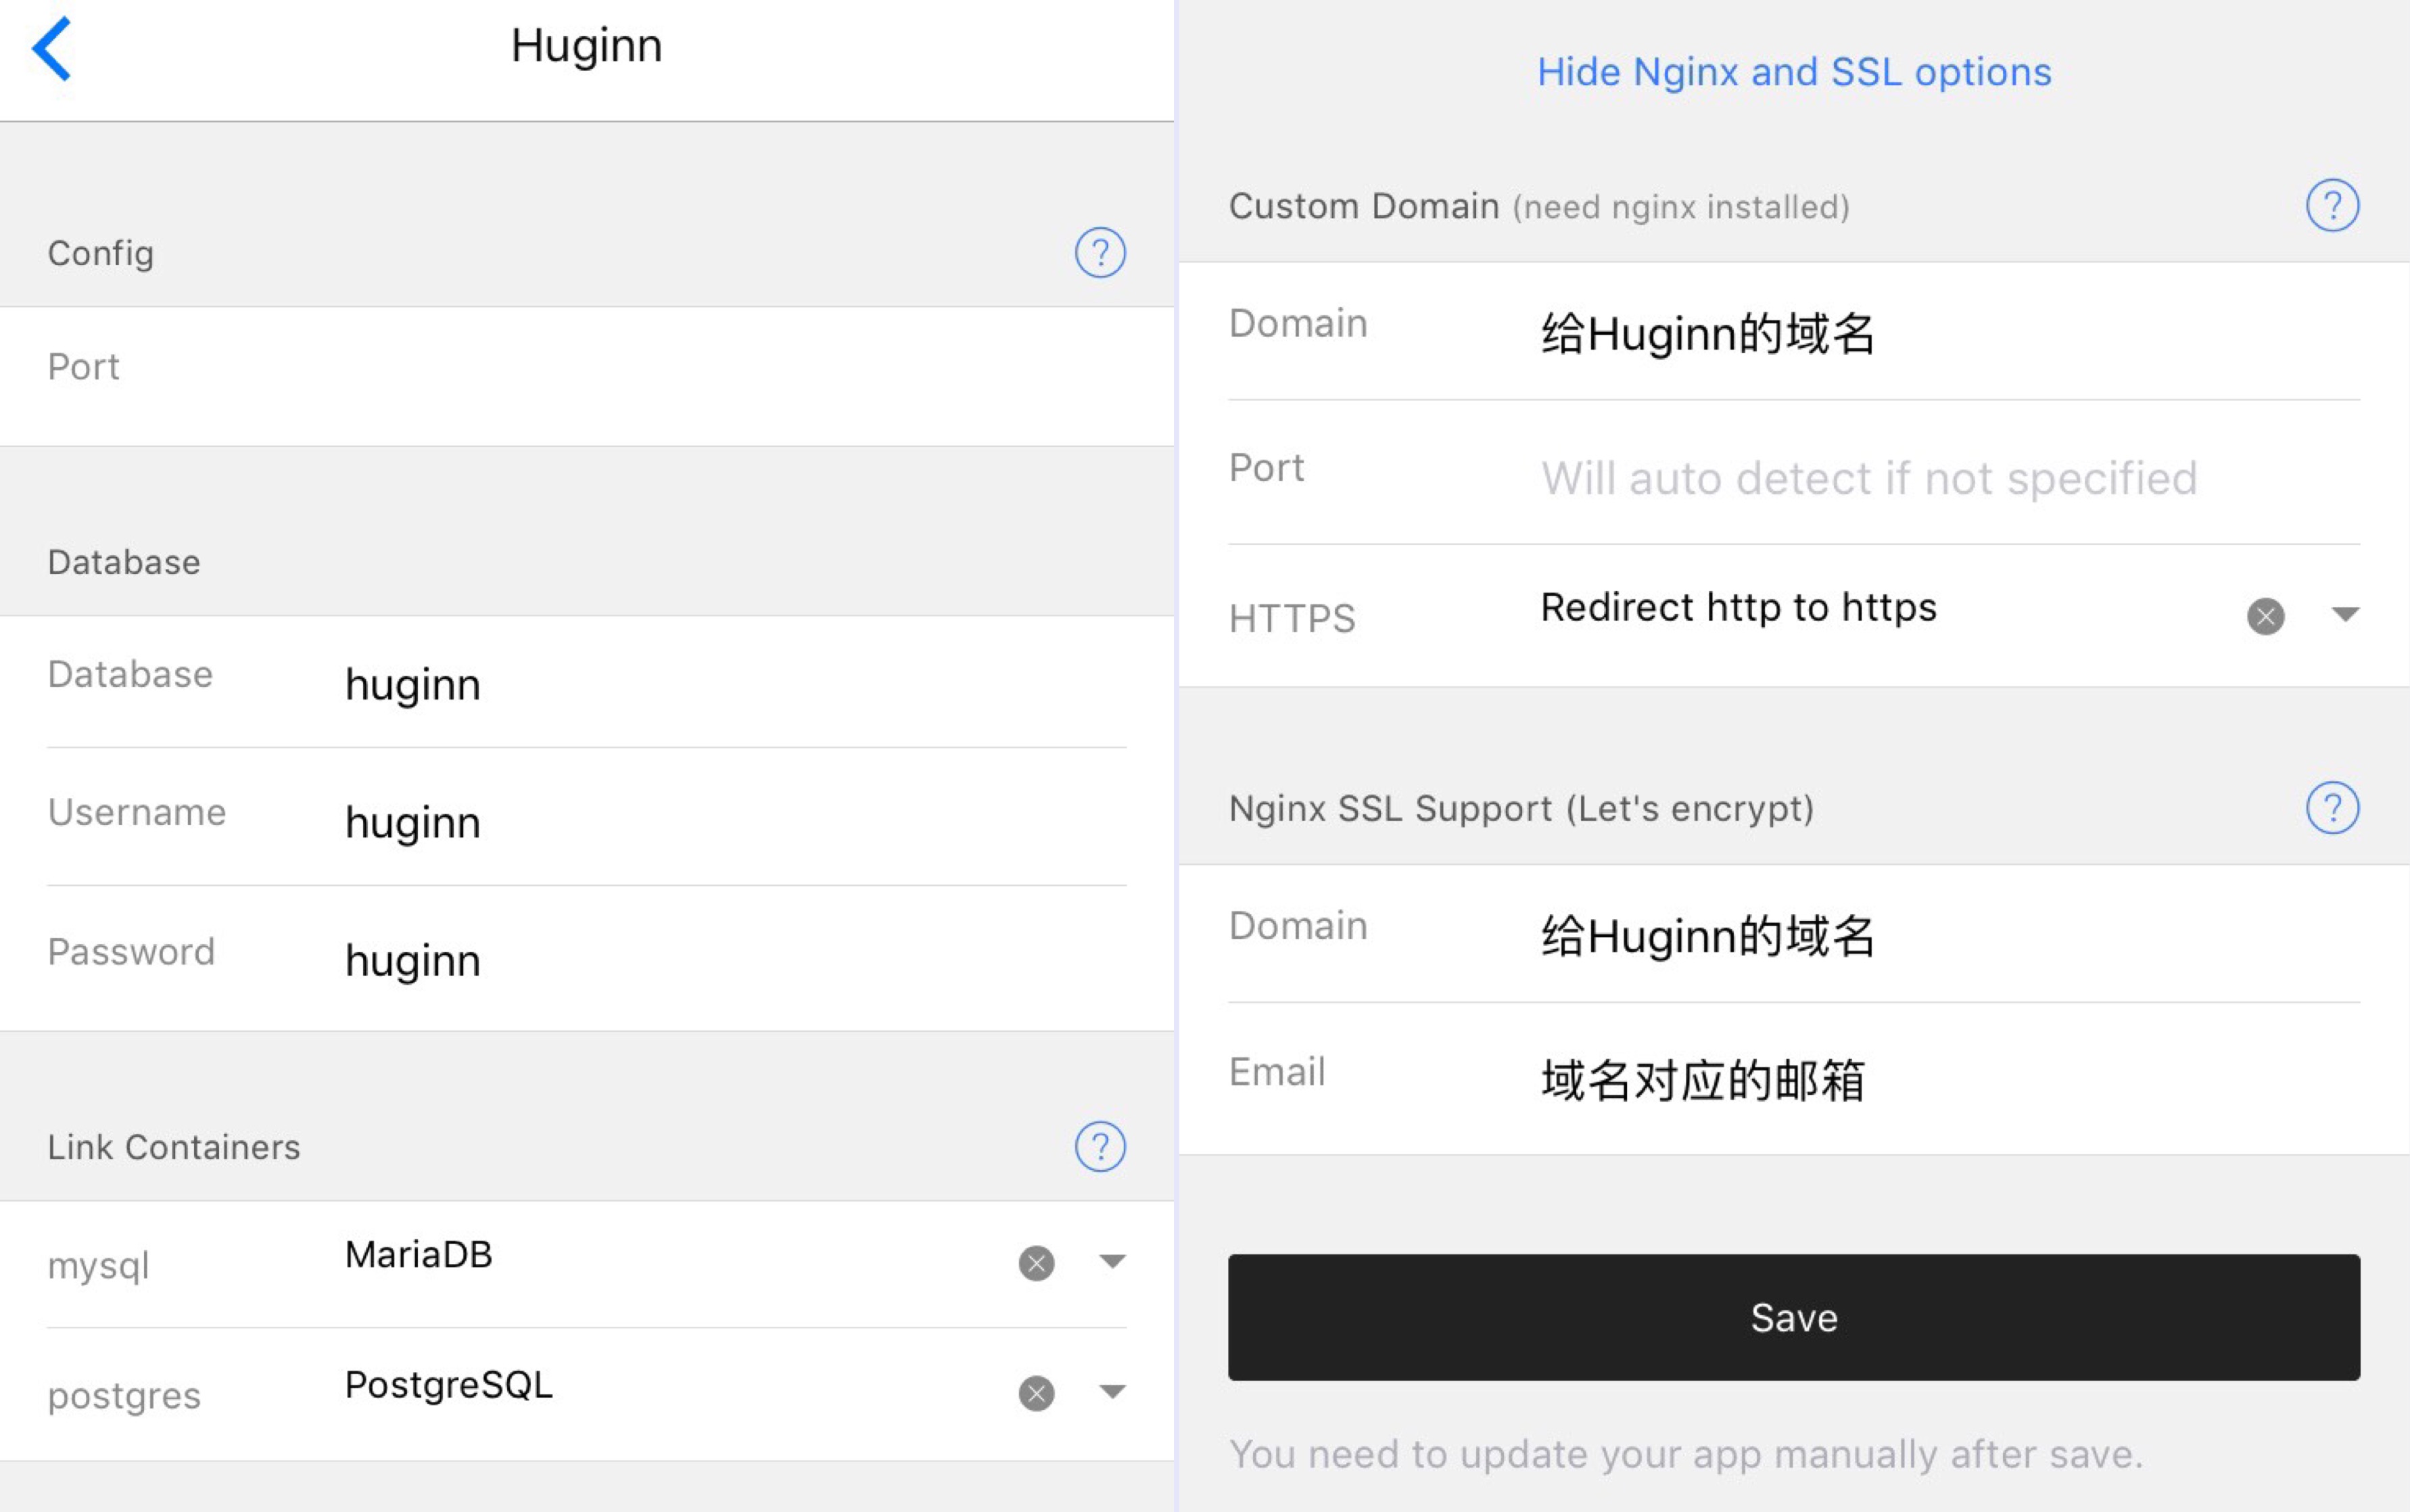 Huginn
Config ?
Port
Database
Database huginn
Username huginn
Password huginn
Link Containers ?
mysql MariaDB
postgres PostgreSQL
Hide Nginx and SSL options
Custom Domain (need nginx installed) ?
Domain 给Huginn的域名
Port Will auto detect if not specified
HTTPS Redirect http to https
Nginx SSL Support (Let's encrypt) ?
Domain 给Huginn的域名
Email 域名对应的邮箱
Save
You need to update your app manually after save.